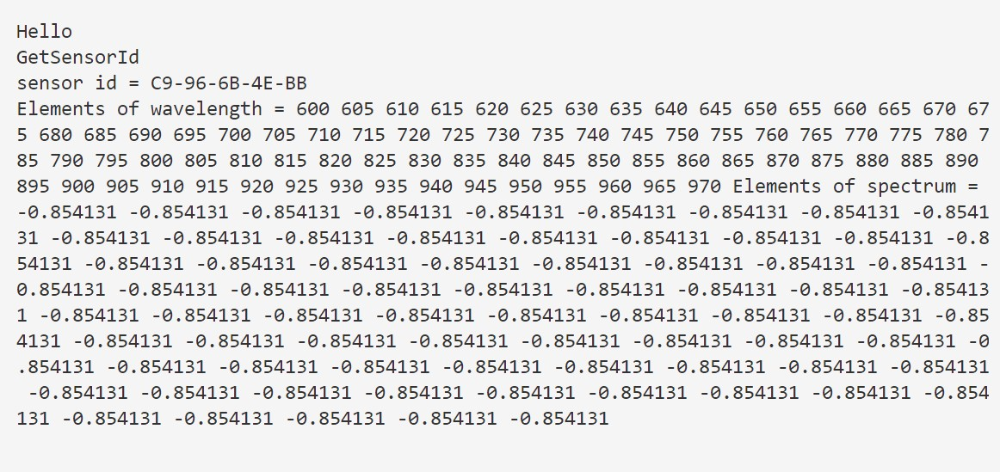 Hello
GetSensorId
sensor id = C9-96-6B-4E-BB
Elements of wavelength = 600 605 610 615 620 625 630 635 640 645 650 655 660 665 670 67
5 680 685 690 695 700 705 710 715 720 725 730 735 740 745 750 755 760 765 770 775 780 7
85 790 795 800 805 810 815 820 825 830 835 840 845 850 855 860 865 870 875 880 885 890
895 900 905 910 915 920 925 930 935 940 945 950 955 960 965 970 Elements of spectrum =
-0.854131 -0.854131 -0.854131 -0.854131 -0.854131 -0.854131 -0.854131 -0.854131 -0.8541
31 -0.854131 -0.854131 -0.854131 -0.854131 -0.854131 -0.854131 -0.854131 -0.854131 -0.8
54131 -0.854131 -0.854131 -0.854131 -0.854131 -0.854131 -0.854131 -0.854131 -0.854131 -
0.854131 -0.854131 -0.854131 -0.854131 -0.854131 -0.854131 -0.854131 -0.854131 -0.85413
1 -0.854131 -0.854131 -0.854131 -0.854131 -0.854131 -0.854131 -0.854131 -0.854131 -0.85
4131 -0.854131 -0.854131 -0.854131 -0.854131 -0.854131 -0.854131 -0.854131 -0.854131 -0
.854131 -0.854131 -0.854131 -0.854131 -0.854131 -0.854131 -0.854131 -0.854131 -0.854131
-0.854131 -0.854131 -0.854131 -0.854131 -0.854131 -0.854131 -0.854131 -0.854131 -0.854
131 -0.854131 -0.854131 -0.854131 -0.854131 -0.854131